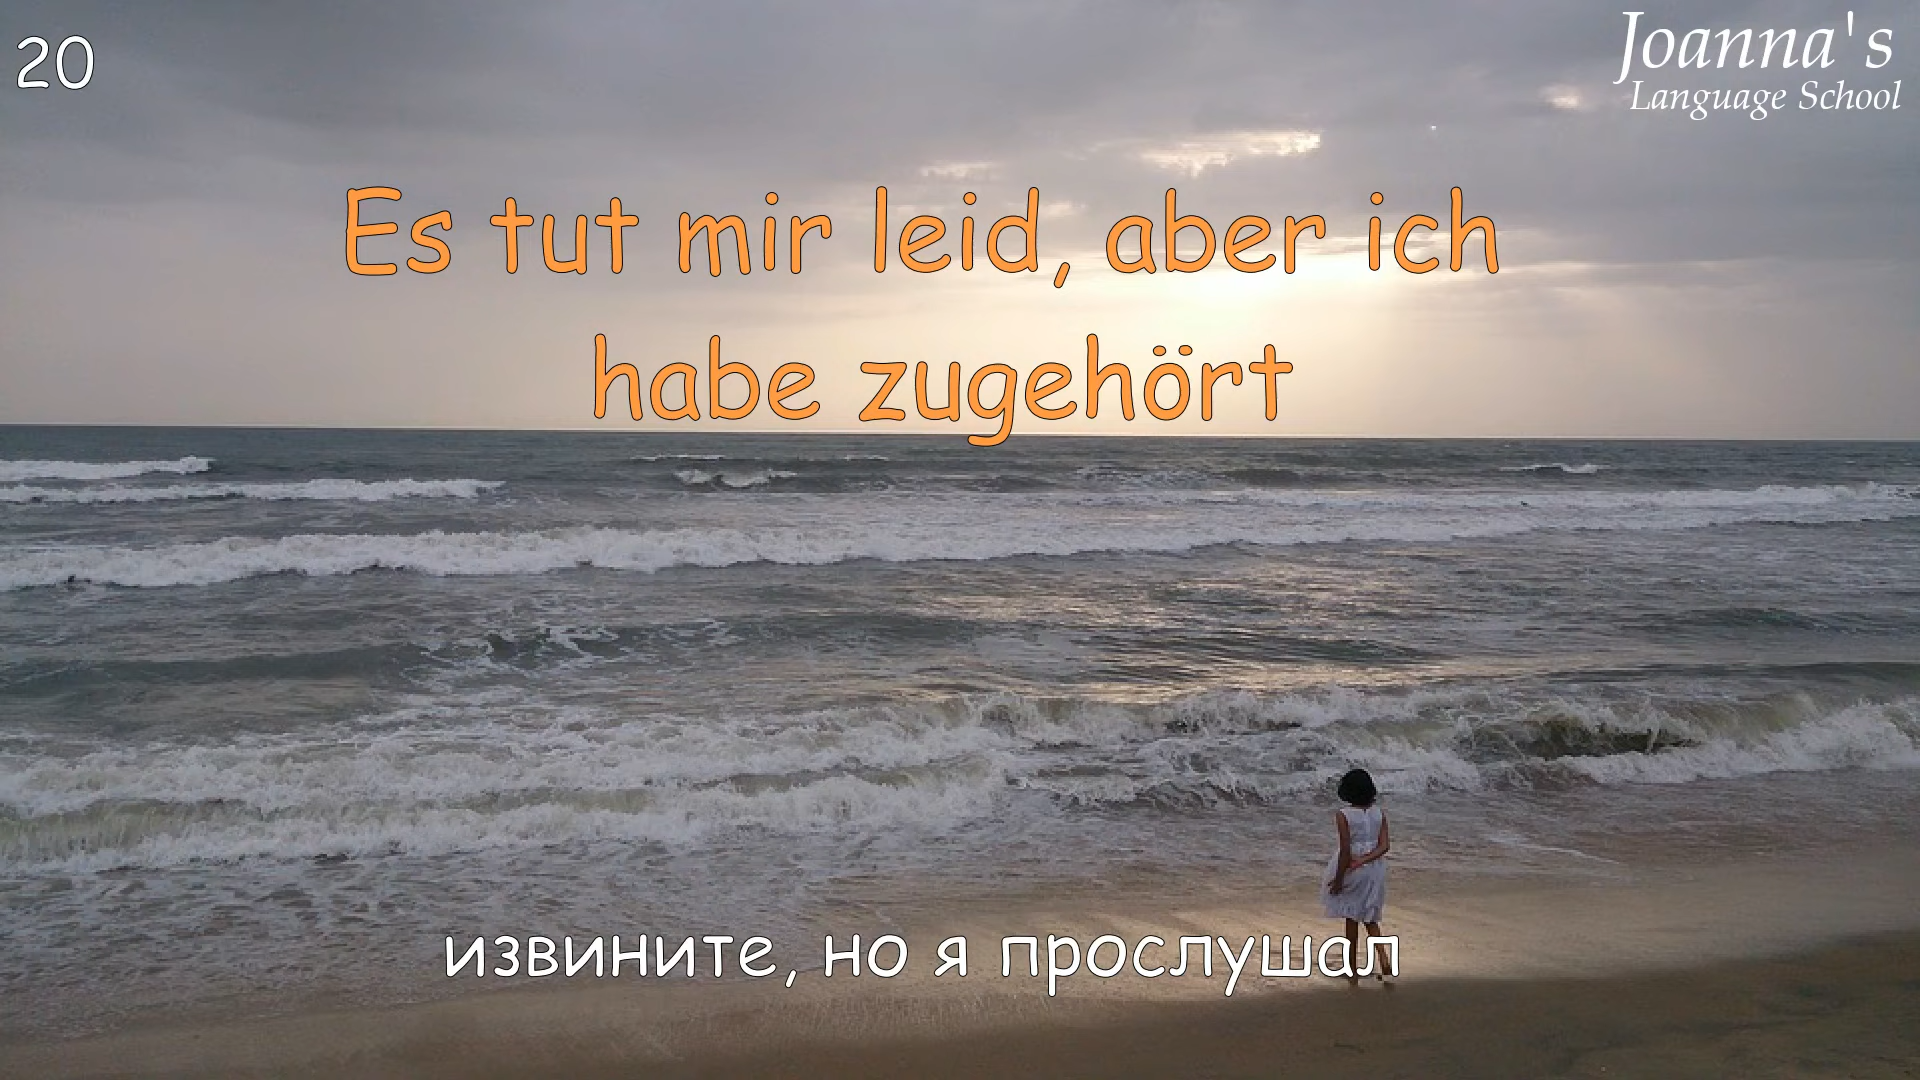 20
Joanna's
Language School
Es tut mir leid, aber ich
habe zugehört
извините, но я прослушал